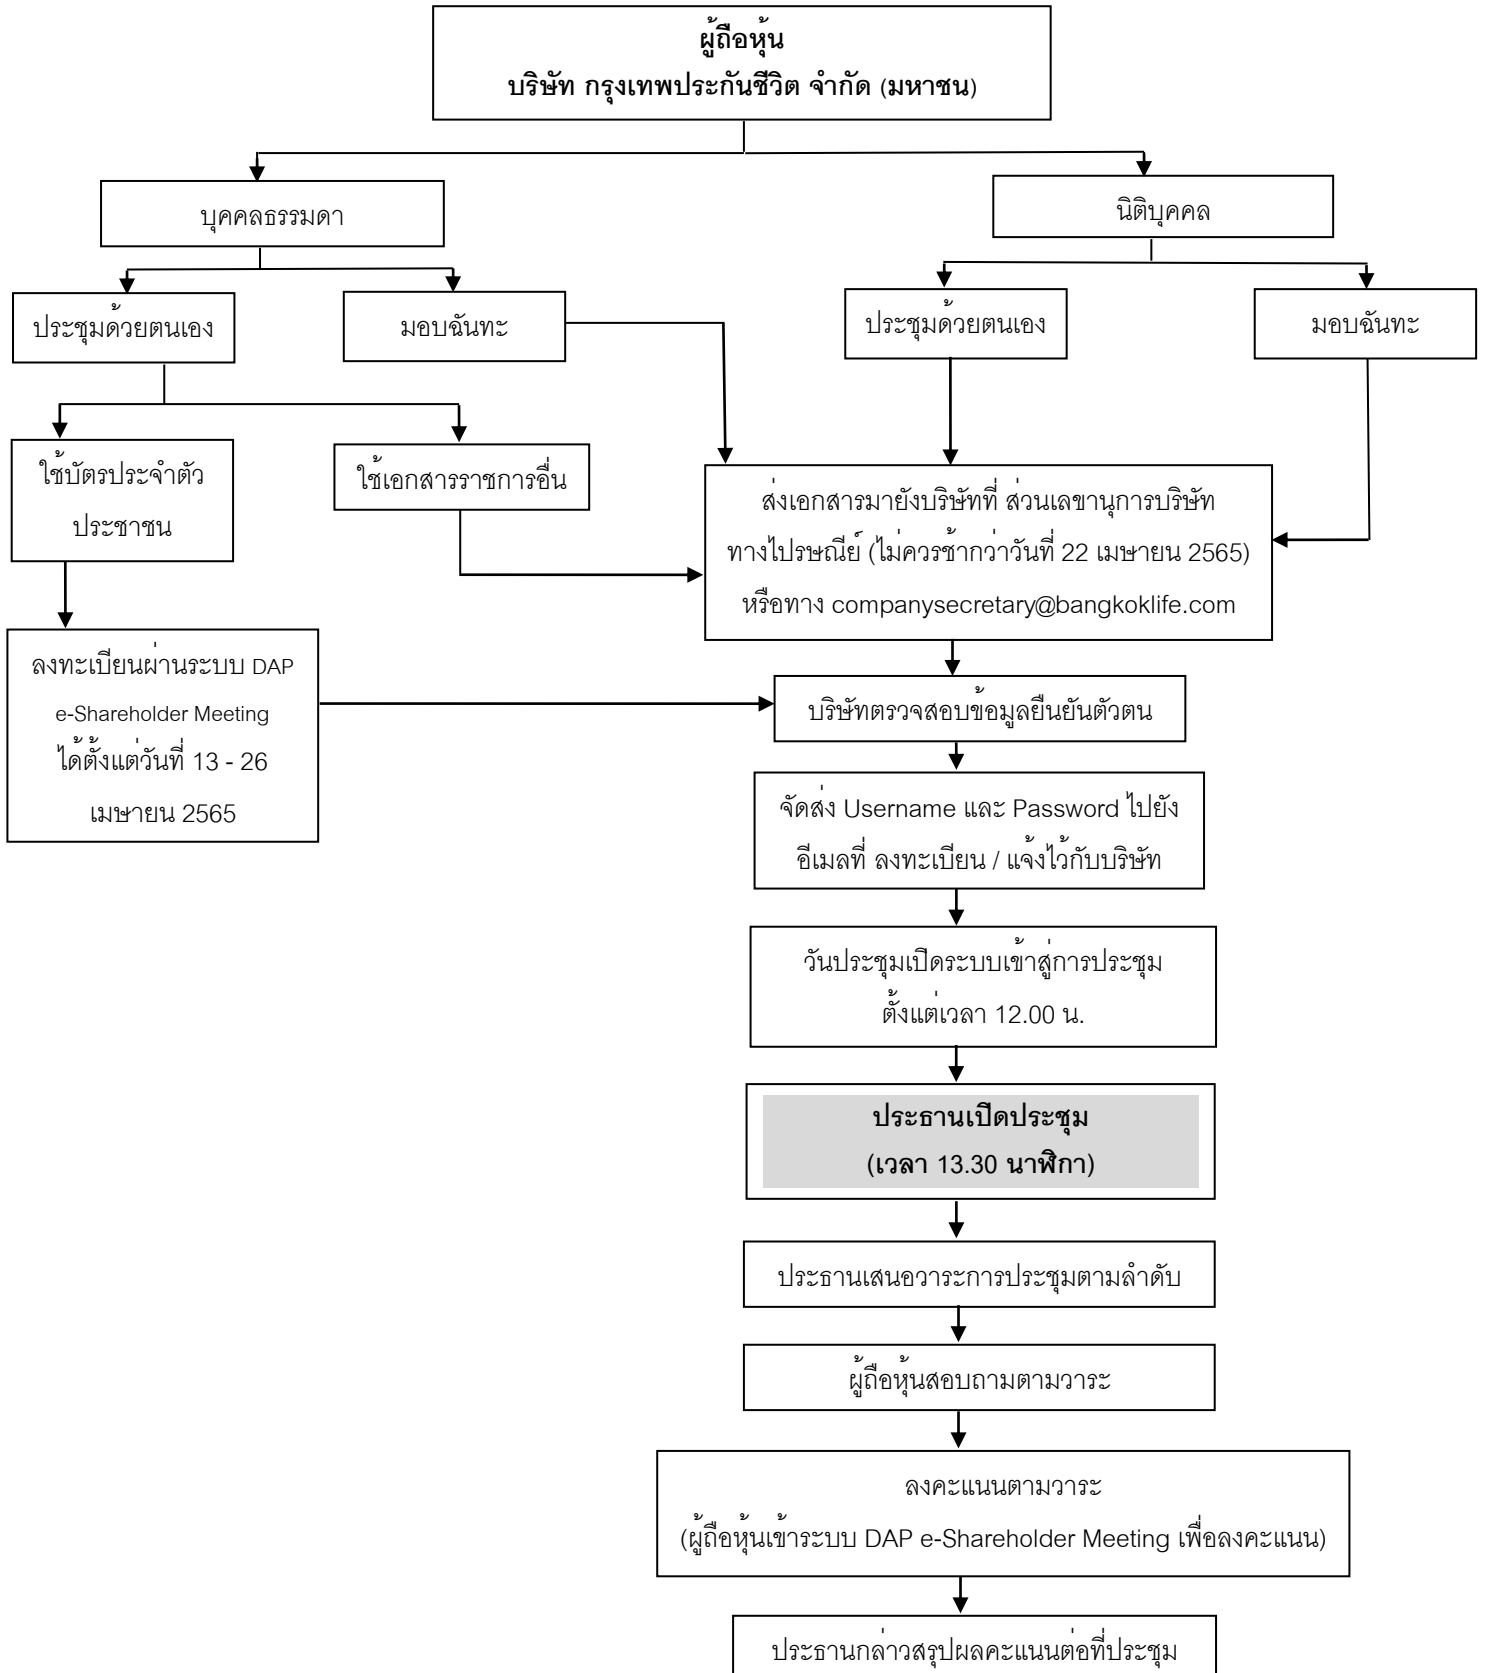 ผู้ถือหุ้น
บริษัท กรุงเทพประกันชีวิต จำกัด (มหาชน)
บุคคลธรรมดา
นิติบุคคล
ประชุมด้วยตนเอง
มอบฉันทะ
ประชุมด้วยตนเอง
มอบฉันทะ
ใช้บัตรประจำตัว
ประชาชน
ใช้เอกสารราชการอื่น
ส่งเอกสารมายังบริษัทที่ ส่วนเลขานุการบริษัท
ทางไปรษณีย์ (ไม่ควรช้ากว่าวันที่ 22 เมษายน 2565)
หรือทาง companysecretary@bangkoklife.com
ลงทะเบียนผ่านระบบ DAP
e-Shareholder Meeting
ได้ตั้งแต่วันที่ 13 - 26
เมษายน 2565
บริษัทตรวจสอบข้อมูลยืนยันตัวตน
จัดส่ง Username และ Password ไปยัง
อีเมลที่ ลงทะเบียน / แจ้งไว้กับบริษัท
วันประชุมเปิดระบบเข้าสู่การประชุม
ตั้งแต่เวลา 12.00 น.
ประธานเปิดประชุม
(เวลา 13.30 นาฬิกา)
ประธานเสนอวาระการประชุมตามลำดับ
ผู้ถือหุ้นสอบถามตามวาระ
ลงคะแนนตามวาระ
(ผู้ถือหุ้นเข้าระบบ DAP e-Shareholder Meeting เพื่อลงคะแนน)
ประธานกล่าวสรุปผลคะแนนต่อที่ประชุม